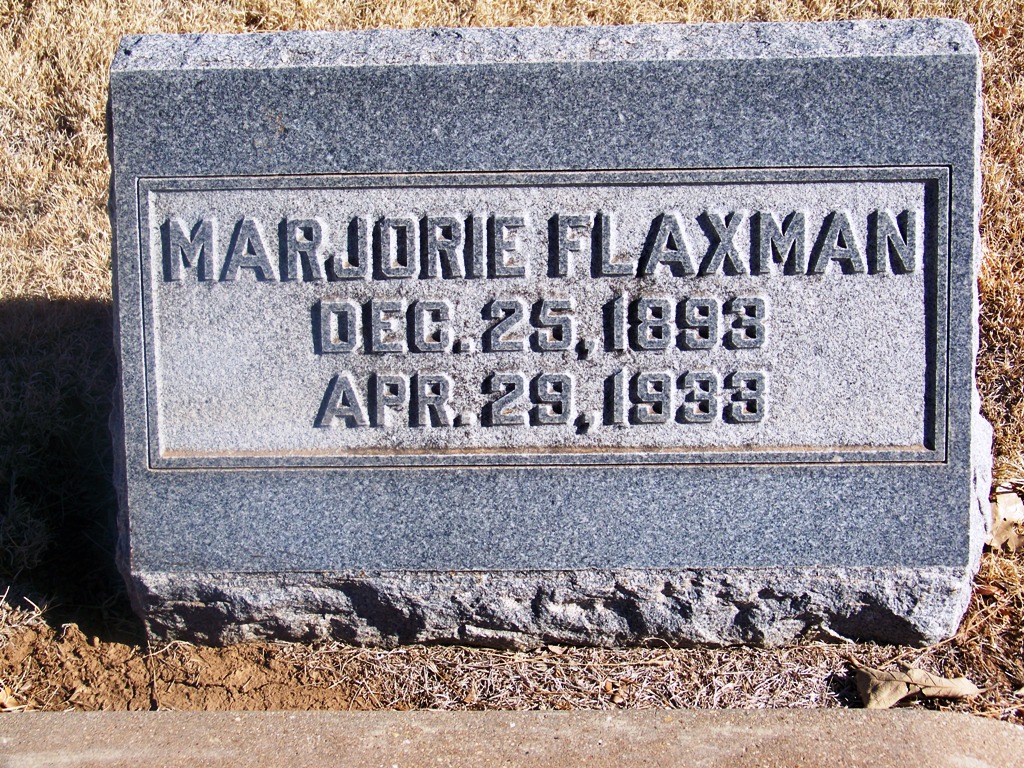 MARJORIE FLAXMAN
DEC. 25, 1893
APR. 29, 1933